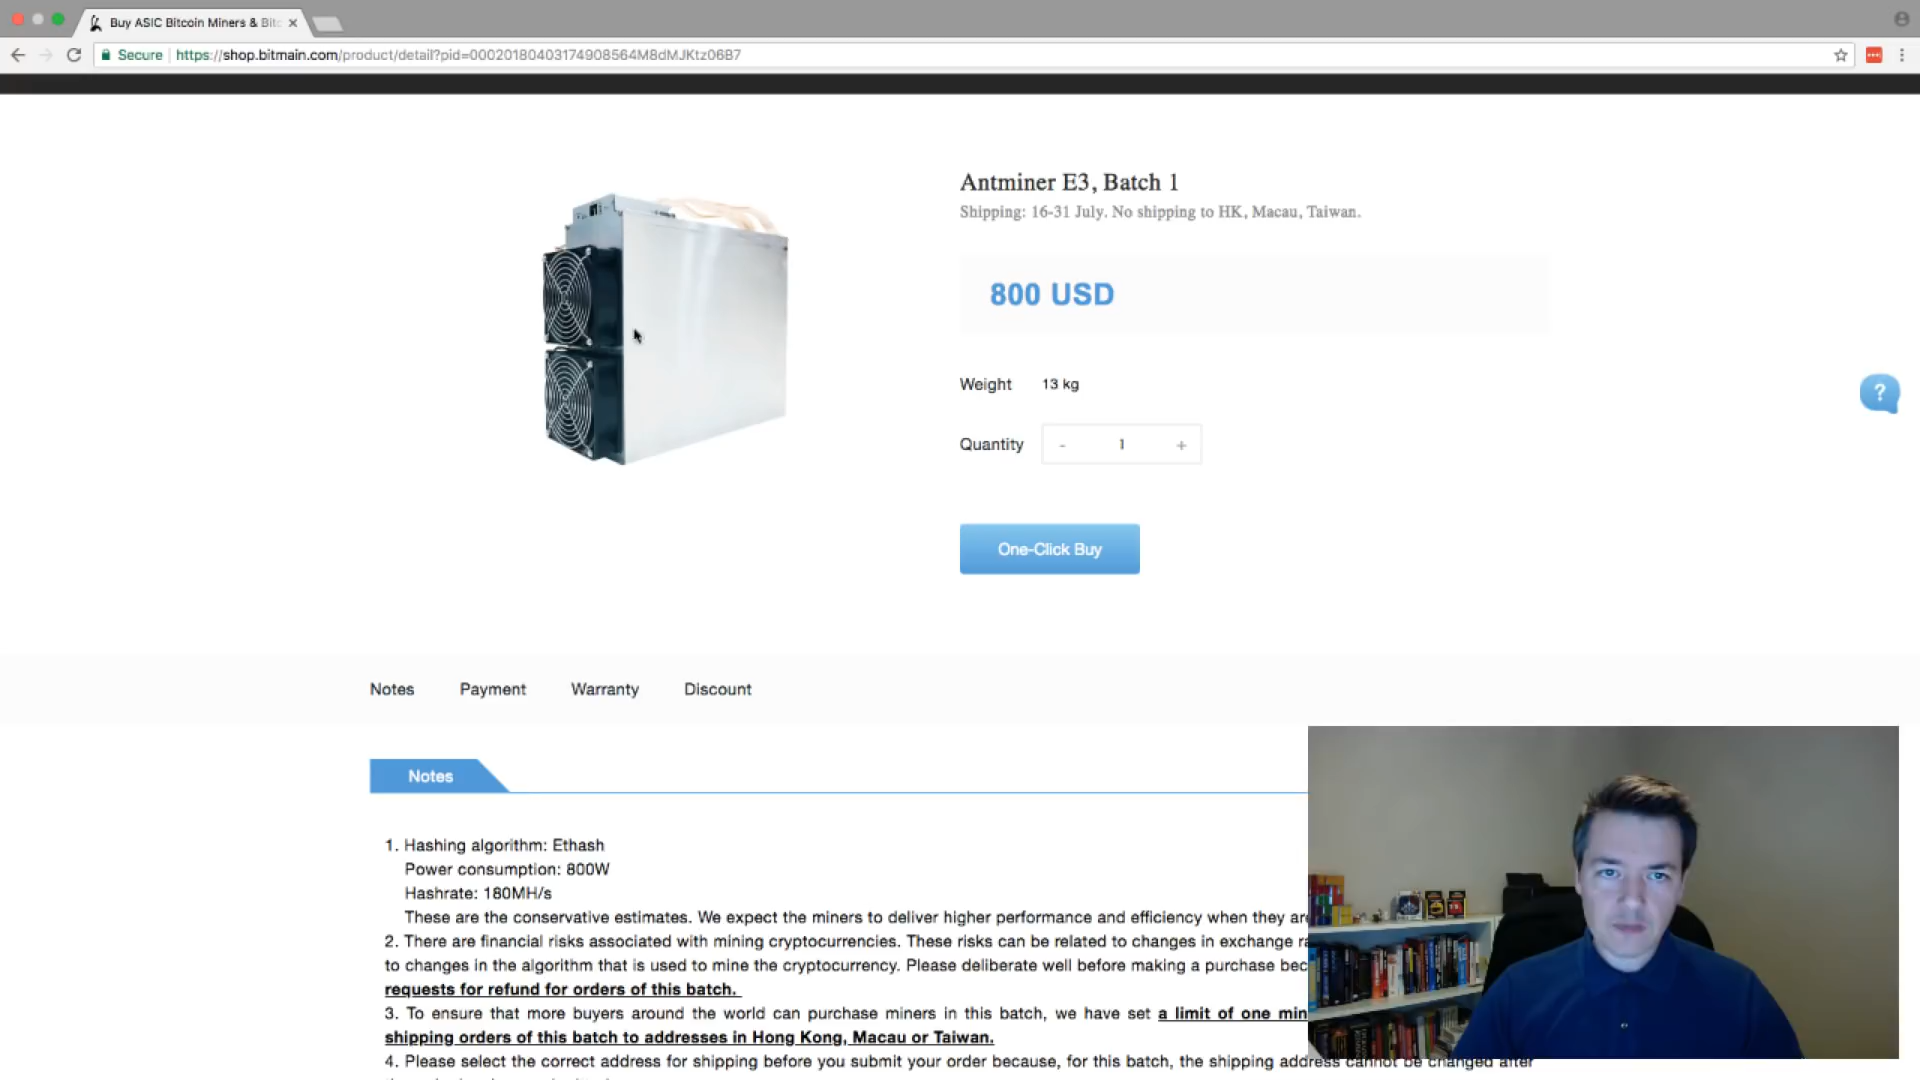 Buy ASIC Bitcoin Miners & Bitc
Secure https://shop.bitmain.com/product/detail?pid=00020180403174908564M8dMJKtz06B7
Antminer E3, Batch 1
Shipping: 16-31 July. No shipping to HK, Macau, Taiwan.
800 USD
Weight 13 kg
?
Quantity - 1 +
One-Click Buy
Notes Payment Warranty Discount
Notes
1. Hashing algorithm: Ethash
Power consumption: 800W
Hashrate: 180MH/s
These are the conservative estimates. We expect the miners to deliver higher performance and efficiency when they are
2. There are financial risks associated with mining cryptocurrencies. These risks can be related to changes in exchange ra
to changes in the algorithm that is used to mine the cryptocurrency. Please deliberate well before making a purchase bec
requests for refund for orders of this batch.
3. To ensure that more buyers around the world can purchase miners in this batch, we have set a limit of one min
shipping orders of this batch to addresses in Hong Kong, Macau or Taiwan.
4. Please select the correct address for shipping before you submit your order because, for this batch, the shipping address cannot be changed after